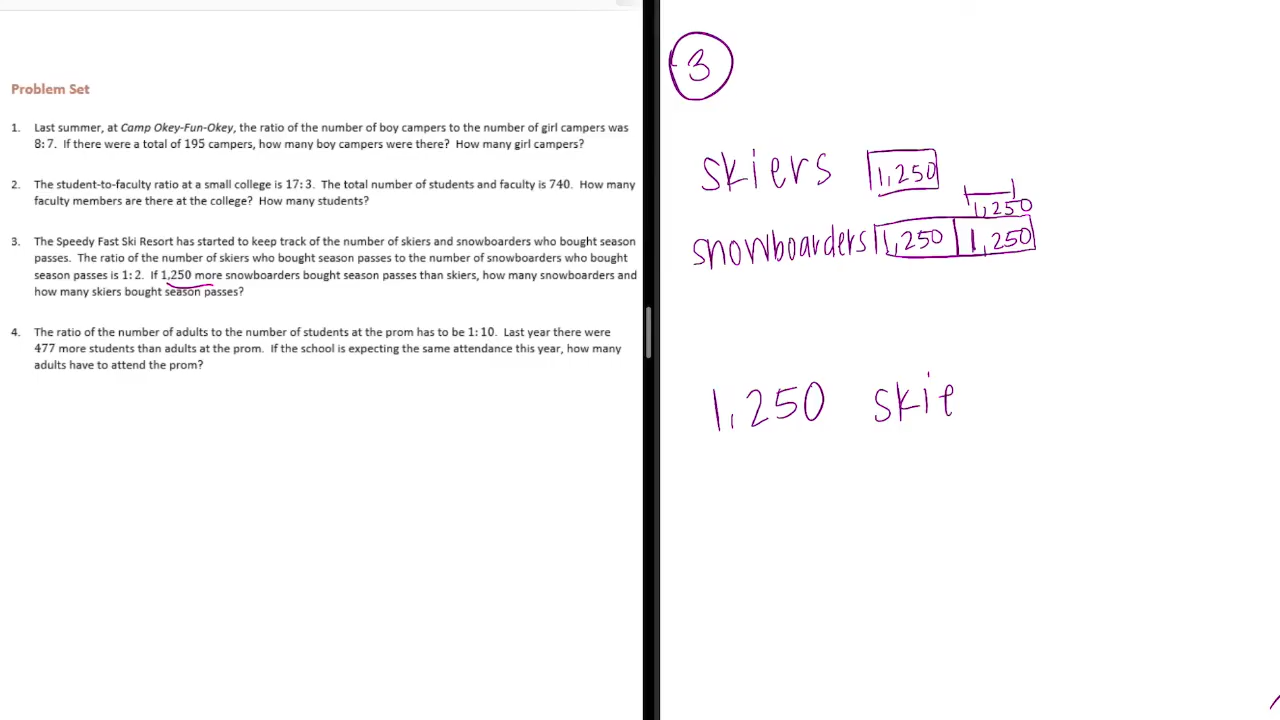 Problem Set
1. Last summer, at Camp Okey-Fun-Okey, the ratio of the number of boy campers to the number of girl campers was
8:7. If there were a total of 195 campers, how many boy campers were there? How many girl campers?
2. The student-to-faculty ratio at a small college is 17:3. The total number of students and faculty is 740. How many
faculty members are there at the college? How many students?
3. The Speedy Fast Ski Resort has started to keep track of the number of skiers and snowboarders who bought season
passes. The ratio of the number of skiers who bought season passes to the number of snowboarders who bought
season passes is 1:2. If 1,250 more snowboarders bought season passes than skiers, how many snowboarders and
how many skiers bought season passes?
4. The ratio of the number of adults to the number of students at the prom has to be 1:10. Last year there were
477 more students than adults at the prom. If the school is expecting the same attendance this year, how many
adults have to attend the prom?
3
skiers 1,250
1,250
snowboarders 1,250 1,250
1,250 skie